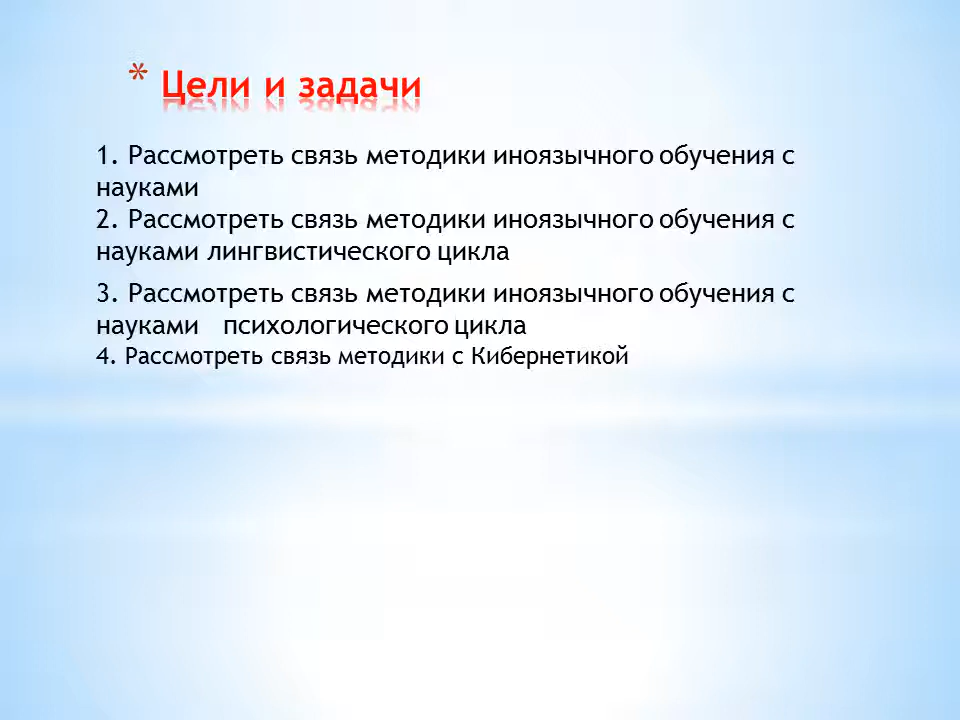 * Цели и задачи
1. Рассмотреть связь методики иноязычного обучения с
науками
2. Рассмотреть связь методики иноязычного обучения с
науками лингвистического цикла
3. Рассмотреть связь методики иноязычного обучения с
науками психологического цикла
4. Рассмотреть связь методики с Кибернетикой